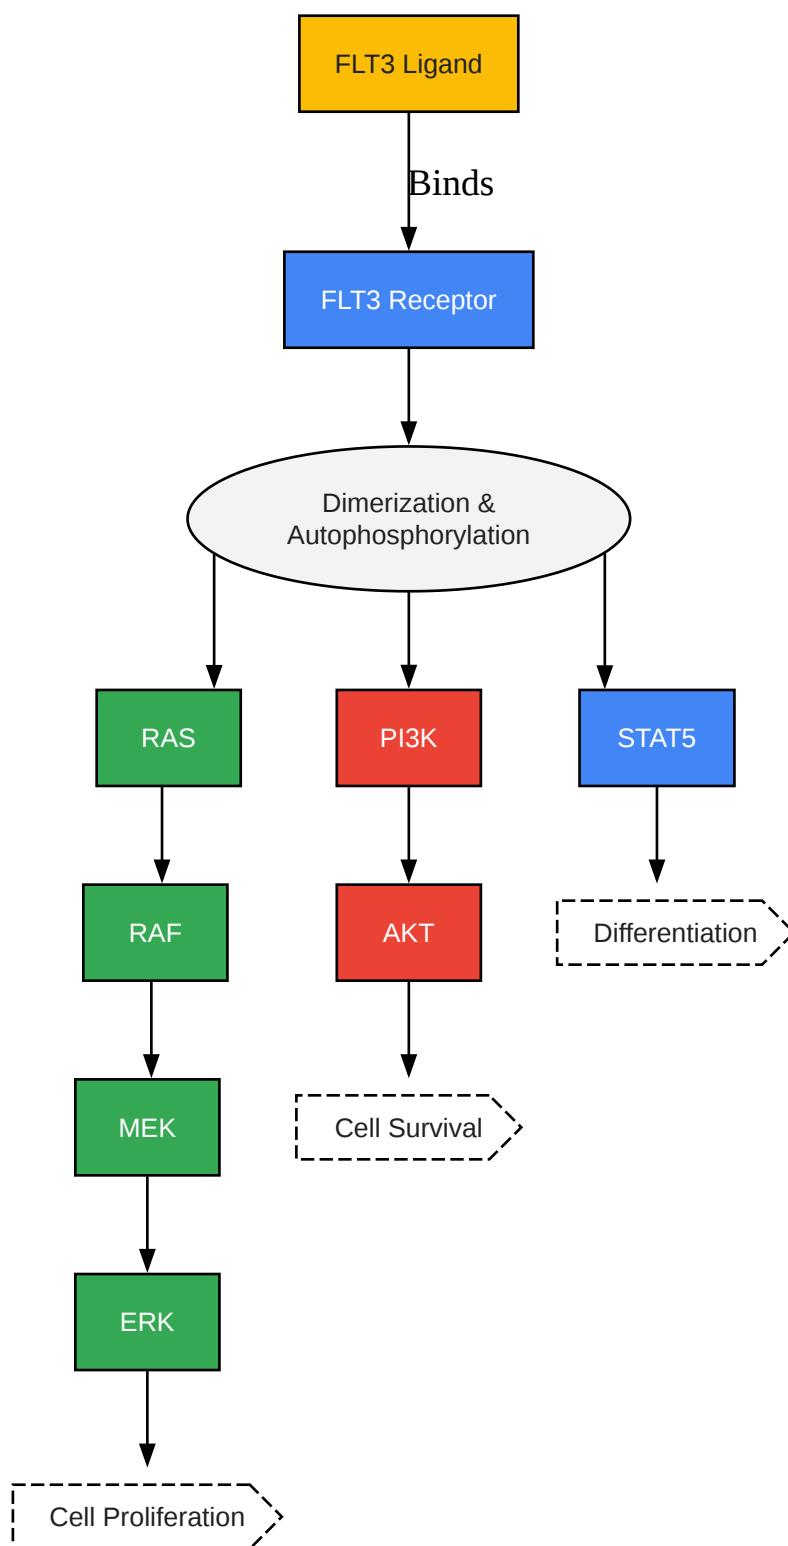 FLT3 Ligand
Binds
FLT3 Receptor
Dimerization &
Autophosphorylation
RAS
PI3K
STAT5
RAF
AKT
Differentiation
MEK
Cell Survival
ERK
Cell Proliferation